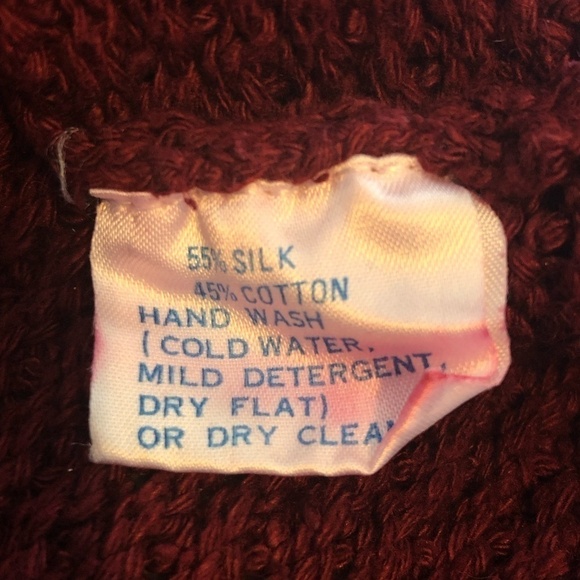 55% SILK
45% COTTON
HAND WASH
(COLD WATER,
MILD DETERGENT,
DRY FLAT)
OR DRY CLEA